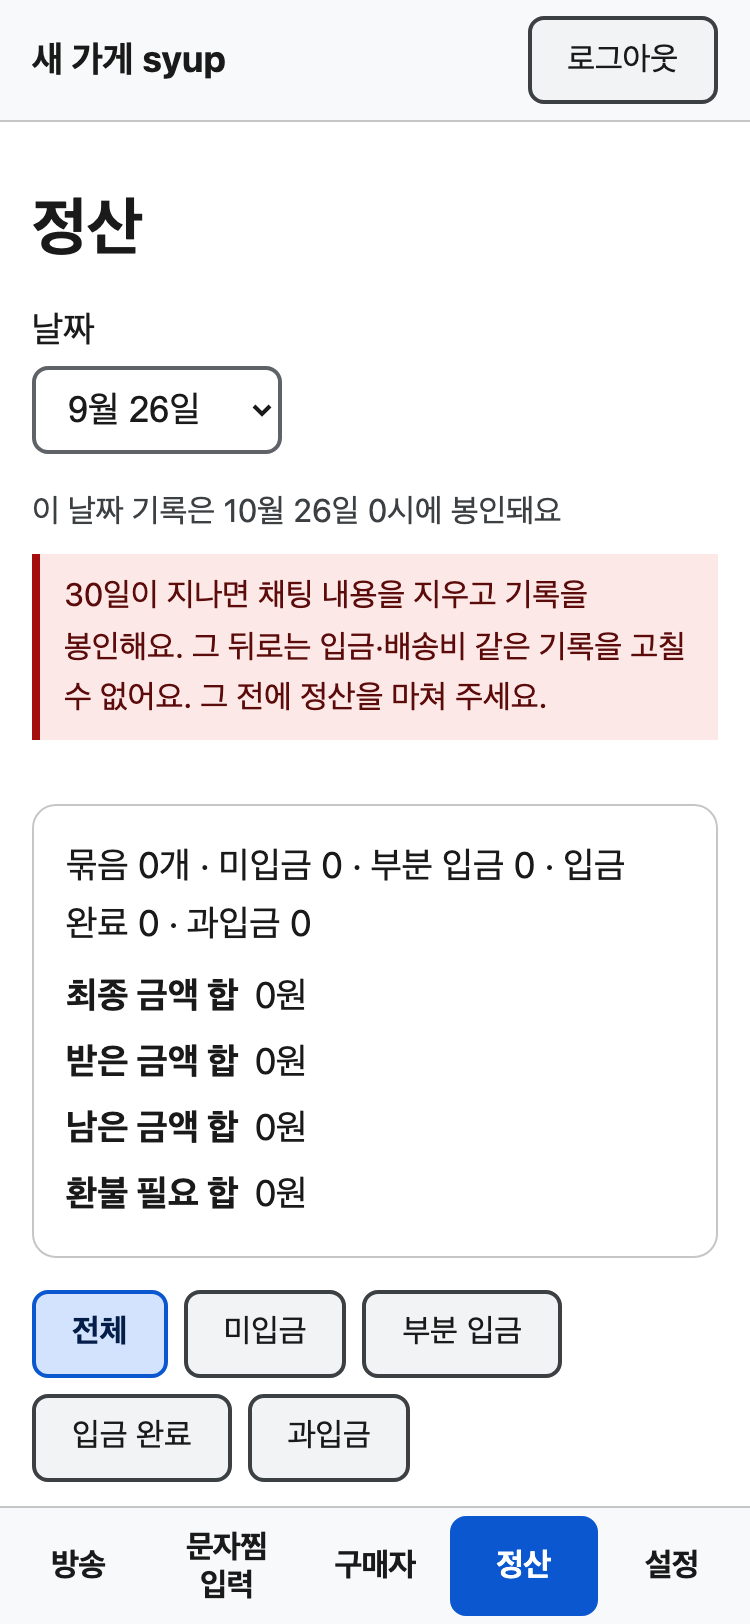 새 가게 syup
로그아웃
정산
날짜
9월 26일
이 날짜 기록은 10월 26일 0시에 봉인돼요
30일이 지나면 채팅 내용을 지우고 기록을
봉인해요. 그 뒤로는 입금·배송비 같은 기록을 고칠
수 없어요. 그 전에 정산을 마쳐 주세요.
묶음 0개 · 미입금 0 · 부분 입금 0 · 입금
완료 0 · 과입금 0
최종 금액 합 0원
받은 금액 합 0원
남은 금액 합 0원
환불 필요 합 0원
전체 미입금 부분 입금
입금 완료 과입금
방송
문자찜
입력
구매자
정산
설정